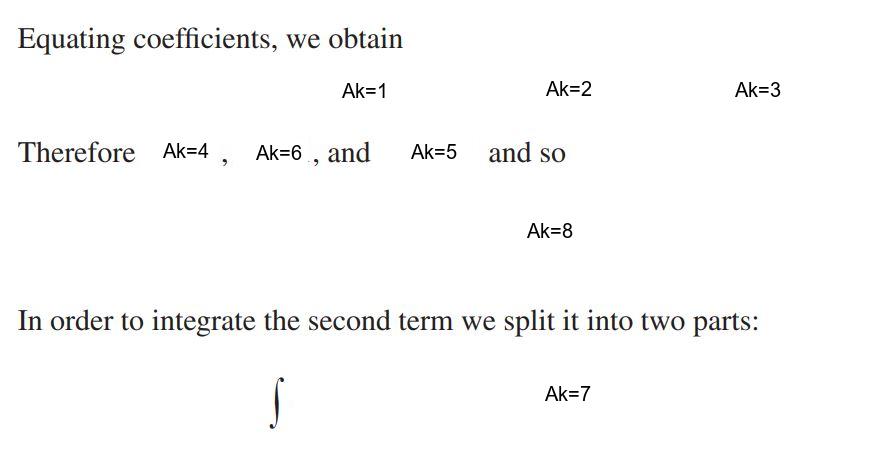 Equating coefficients, we obtain
Ak=1 Ak=2 Ak=3
Therefore Ak=4 , Ak=6 , and Ak=5 and so
Ak=8
In order to integrate the second term we split it into two parts:
∫ Ak=7